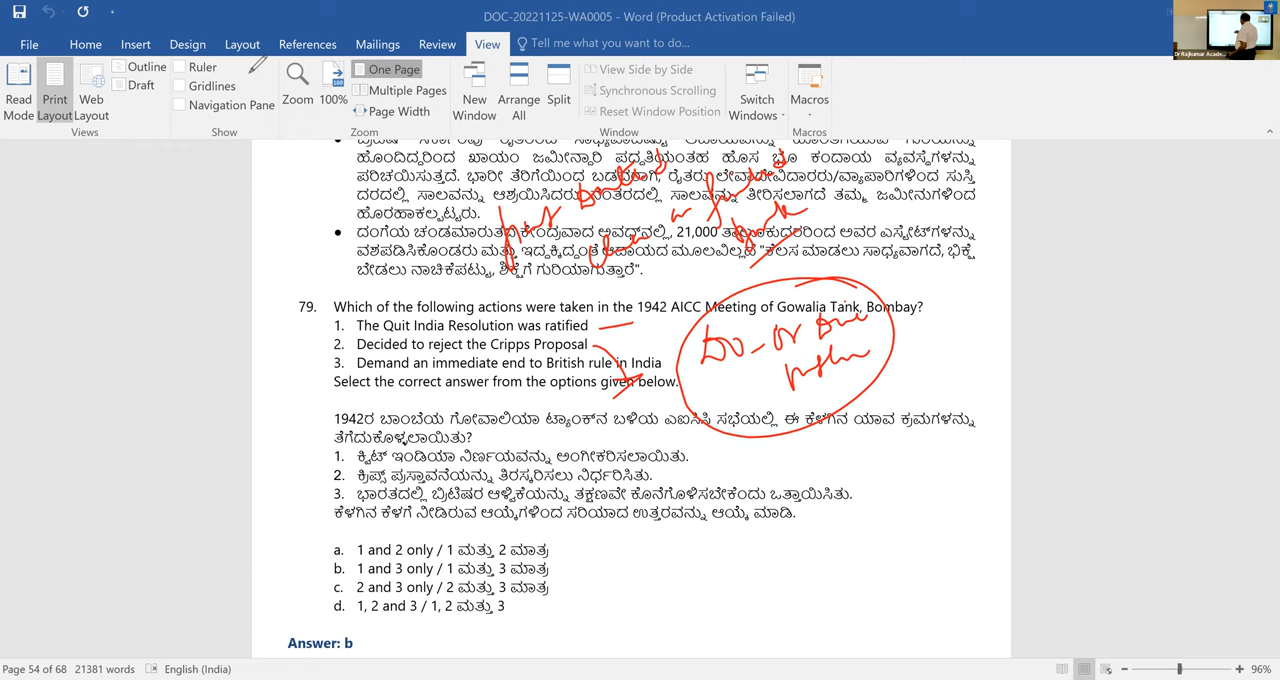 DOC-20221125-WA0005 - Word (Product Activation Failed)
File Home Insert Design Layout References Mailings Review View Tell me what you want to do...
Read Mode
Print Layout
Web Layout
Outline
Draft
Views
Ruler
Gridlines
Navigation Pane
Show
Zoom
100%
One Page
Multiple Pages
Page Width
Zoom
New Window
Arrange All
Split
View Side by Side
Synchronous Scrolling
Reset Window Position
Window
Switch Windows
Macros
Macros
Dr Rajkumar Acade...
ಹೊಂದಿದ್ದರಿಂದ ಖಾಯಂ ಜಮೀನ್ದಾರಿ ಪದ್ಧತಿಯಂತಹ ಹೊಸ ಭೂ ಕಂದಾಯ ವ್ಯವಸ್ಥೆಗಳನ್ನು
ಪರಿಚಯಿಸುತ್ತದೆ. ಭಾರೀ ತೆರಿಗೆಯಿಂದ ರೈತರು ಲೇವಾದೇವಿದಾರರು/ವ್ಯಾಪಾರಿಗಳಿಂದ ಸುಸ್ತಿ
ದರದಲ್ಲಿ ಸಾಲವನ್ನು ಆಶ್ರಯಿಸಿದರು ನಂತರದಲ್ಲಿ ಸಾಲವನ್ನು ತೀರಿಸಲಾಗದೆ ತಮ್ಮ ಜಮೀನುಗಳಿಂದ
ಹೊರಹಾಕಲ್ಪಟ್ಟರು.
• ದಂಗೆಯ ಚಂಡಮಾರುತದ ಕೇಂದ್ರವಾದ ಅವಧ್‌ನಲ್ಲಿ, 21,000 ತಾಲೂಕುದಾರರಿಂದ ಅವರ ಎಸ್ಟೇಟ್‌ಗಳನ್ನು
ವಶಪಡಿಸಿಕೊಂಡರು ಮತ್ತು ಇದ್ದಕ್ಕಿದ್ದಂತೆ ಆದಾಯದ ಮೂಲವಿಲ್ಲದೆ "ಕೆಲಸ ಮಾಡಲು ಸಾಧ್ಯವಾಗದೆ, ಭಿಕ್ಷೆ
ಬೇಡಲು ನಾಚಿಕೆಪಟ್ಟು, ಶಿಕ್ಷೆಗೆ ಗುರಿಯಾಗುತ್ತಾರೆ".
79. Which of the following actions were taken in the 1942 AICC Meeting of Gowalia Tank, Bombay?
1. The Quit India Resolution was ratified
2. Decided to reject the Cripps Proposal
3. Demand an immediate end to British rule in India
Select the correct answer from the options given below.
Do - or
1942ರ ಬಾಂಬೆಯ ಗೋವಾಲಿಯಾ ಟ್ಯಾಂಕ್‌ನ ಬಳಿಯ ಎಐಸಿಸಿ ಸಭೆಯಲ್ಲಿ ಈ ಕೆಳಗಿನ ಯಾವ ಕ್ರಮಗಳನ್ನು
ತೆಗೆದುಕೊಳ್ಳಲಾಯಿತು?
1. ಕ್ವಿಟ್ ಇಂಡಿಯಾ ನಿರ್ಣಯವನ್ನು ಅಂಗೀಕರಿಸಲಾಯಿತು.
2. ಕ್ರಿಪ್ಸ್ ಪ್ರಸ್ತಾವನೆಯನ್ನು ತಿರಸ್ಕರಿಸಲು ನಿರ್ಧರಿಸಿತು.
3. ಭಾರತದಲ್ಲಿ ಬ್ರಿಟಿಷರ ಆಳ್ವಿಕೆಯನ್ನು ತಕ್ಷಣವೇ ಕೊನೆಗೊಳಿಸಬೇಕೆಂದು ಒತ್ತಾಯಿಸಿತು.
ಕೆಳಗಿನ ಕೆಳಗೆ ನೀಡಿರುವ ಆಯ್ಕೆಗಳಿಂದ ಸರಿಯಾದ ಉತ್ತರವನ್ನು ಆಯ್ಕೆ ಮಾಡಿ.
a. 1 and 2 only / 1 ಮತ್ತು 2 ಮಾತ್ರ
b. 1 and 3 only / 1 ಮತ್ತು 3 ಮಾತ್ರ
c. 2 and 3 only / 2 ಮತ್ತು 3 ಮಾತ್ರ
d. 1, 2 and 3 / 1, 2 ಮತ್ತು 3
Answer: b
Page 54 of 68 21381 words English (India) 96%